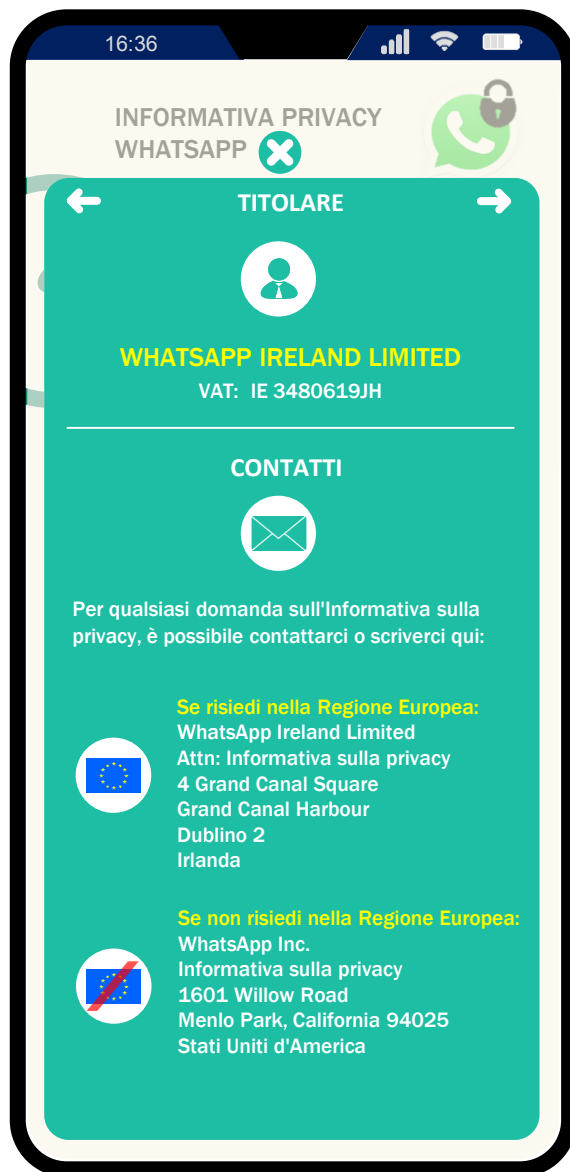 16:36
INFORMATIVA PRIVACY
WHATSAPP
TITOLARE
WHATSAPP IRELAND LIMITED
VAT: IE 3480619JH
CONTATTI
Per qualsiasi domanda sull'Informativa sulla
privacy, è possibile contattarci o scriverci qui:
Se risiedi nella Regione Europea:
WhatsApp Ireland Limited
Attn: Informativa sulla privacy
4 Grand Canal Square
Grand Canal Harbour
Dublino 2
Irlanda
Se non risiedi nella Regione Europea:
WhatsApp Inc.
Informativa sulla privacy
1601 Willow Road
Menlo Park, California 94025
Stati Uniti d'America